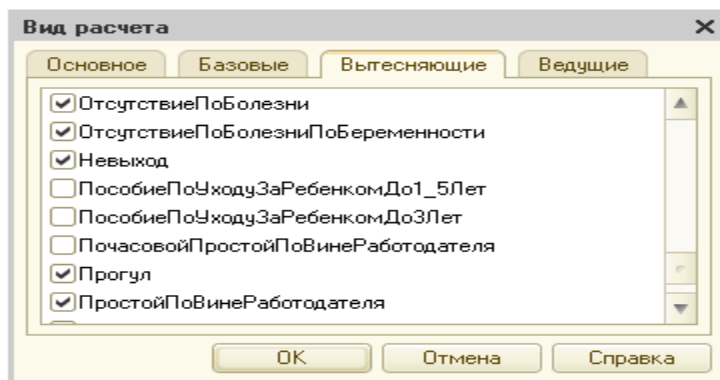 Вид расчета
Основное Базовые Вытесняющие Ведущие
ОтсутствиеПоБолезни
ОтсутствиеПоБолезниПоБеременности
Невыход
ПособиеПоУходуЗаРебенкомДо1_5Лет
ПособиеПоУходуЗаРебенкомДо3Лет
ПочасовойПростойПоВинеРаботодателя
Прогул
ПростойПоВинеРаботодателя
OK Отмена Справка